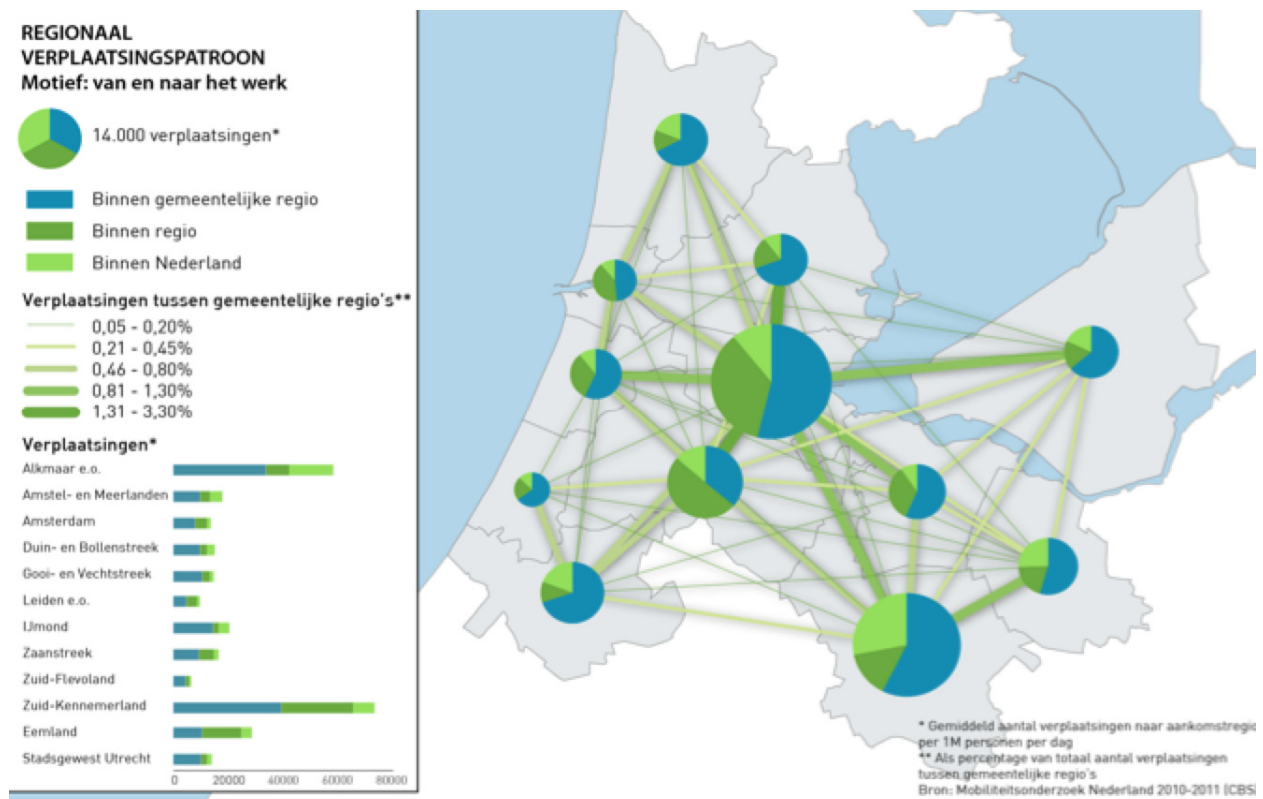 REGIONAAL
VERPLAATSINGSPATROON
Motief: van en naar het werk
14.000 verplaatsingen*
Binnen gemeentelijke regio
Binnen regio
Binnen Nederland
Verplaatsingen tussen gemeentelijke regio's**
0,05 - 0,20%
0,21 - 0,45%
0,46 - 0,80%
0,81 - 1,30%
1,31 - 3,30%
Verplaatsingen*
Alkmaar e.o.
Amstel- en Meerlanden
Amsterdam
Duin- en Bollenstreek
Gooi- en Vechtstreek
Leiden e.o.
IJmond
Zaanstreek
Zuid-Flevoland
Zuid-Kennemerland
Eemland
Stadsgewest Utrecht
0 20000 40000 60000 80000
* Gemiddeld aantal verplaatsingen naar aankomstregio
per 1M personen per dag
** Als percentage van totaal aantal verplaatsingen
tussen gemeentelijke regio's
Bron: Mobiliteitsonderzoek Nederland 2010-2011 (CBS